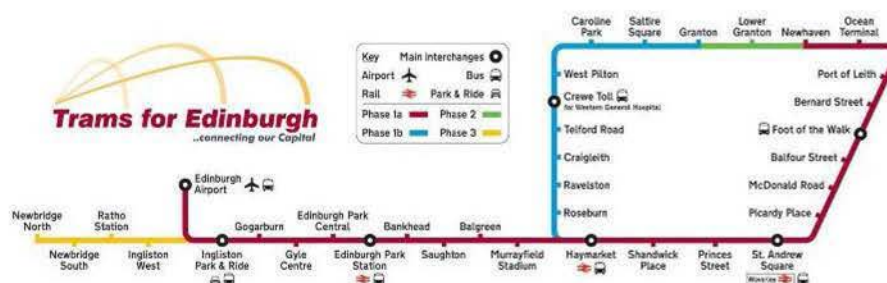 Trams for Edinburgh
...connecting our Capital
Key
Main interchanges
Airport
Bus
Rail
Park & Ride
Phase 1a
Phase 2
Phase 1b
Phase 3
Caroline
Park
Saltire
Square
Granton
Lower
Granton
Newhaven
Ocean
Terminal
West Pilton
Crewe Toll
for Western General Hospital
Telford Road
Craigleith
Ravelston
Roseburn
Port of Leith
Bernard Street
Foot of the Walk
Balfour Street
McDonald Road
Picardy Place
Edinburgh
Airport
Newbridge
North
Ratho
Station
Gogarburn
Edinburgh Park
Central
Bankhead
Balgreen
Newbridge
South
Ingliston
West
Ingliston
Park & Ride
Gyle
Centre
Edinburgh Park
Station
Saughton
Murrayfield
Stadium
Haymarket
Shandwick
Place
Princes
Street
St. Andrew
Square
Waverley